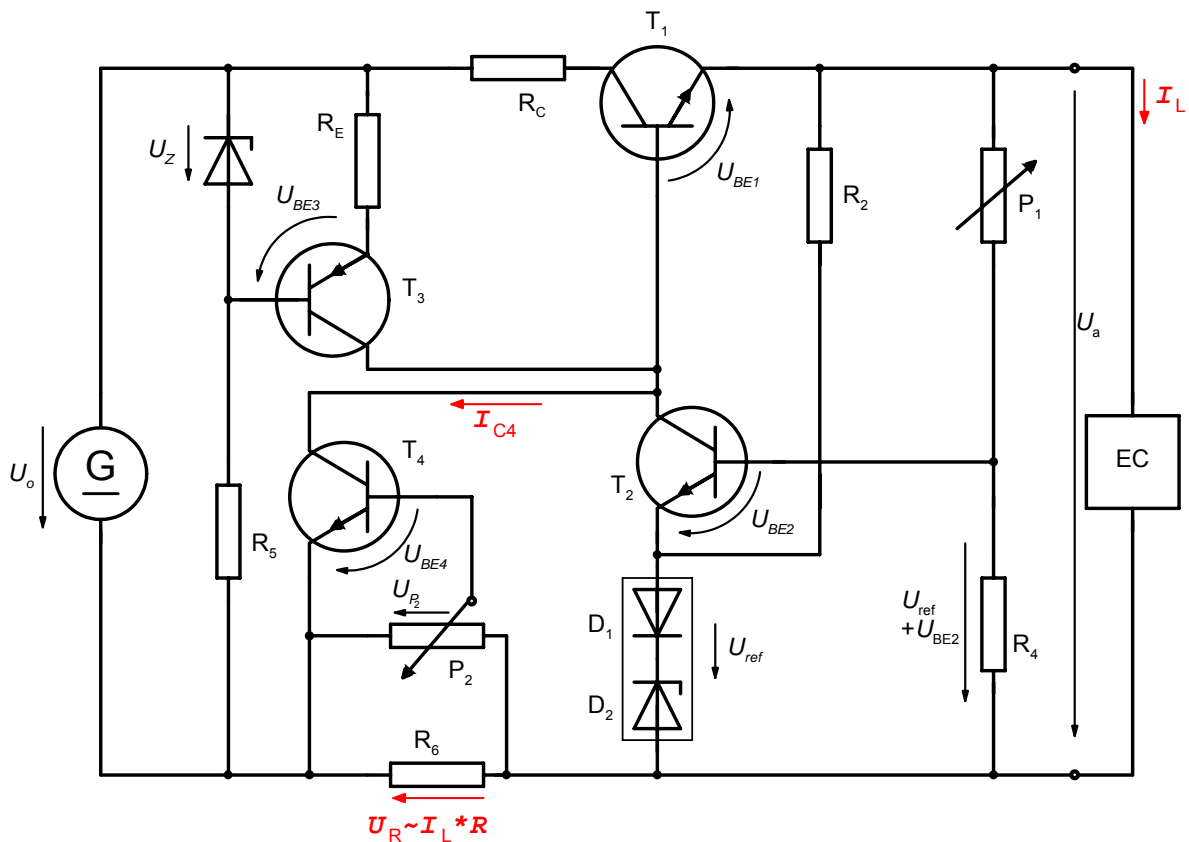 T1
IL
RC
RE
UZ
UBE3
UBE1
R2
P1
T3
Ua
IC4
T4
G
Uo
T2
EC
UBE2
R5
UBE4
UP2
Uref
+UBE2
D1
Uref
R4
P2
D2
R6
UR~IL*R